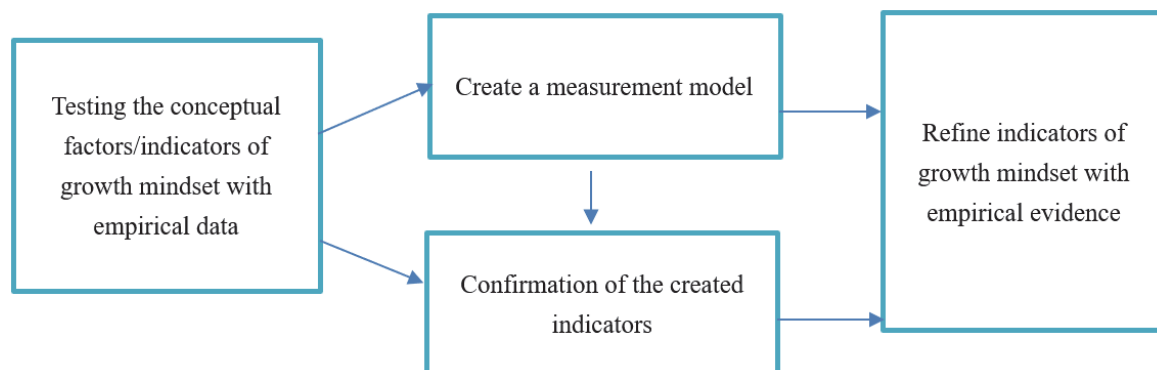 Testing the conceptual
factors/indicators of
growth mindset with
empirical data
Create a measurement model
Confirmation of the created
indicators
Refine indicators of
growth mindset with
empirical evidence